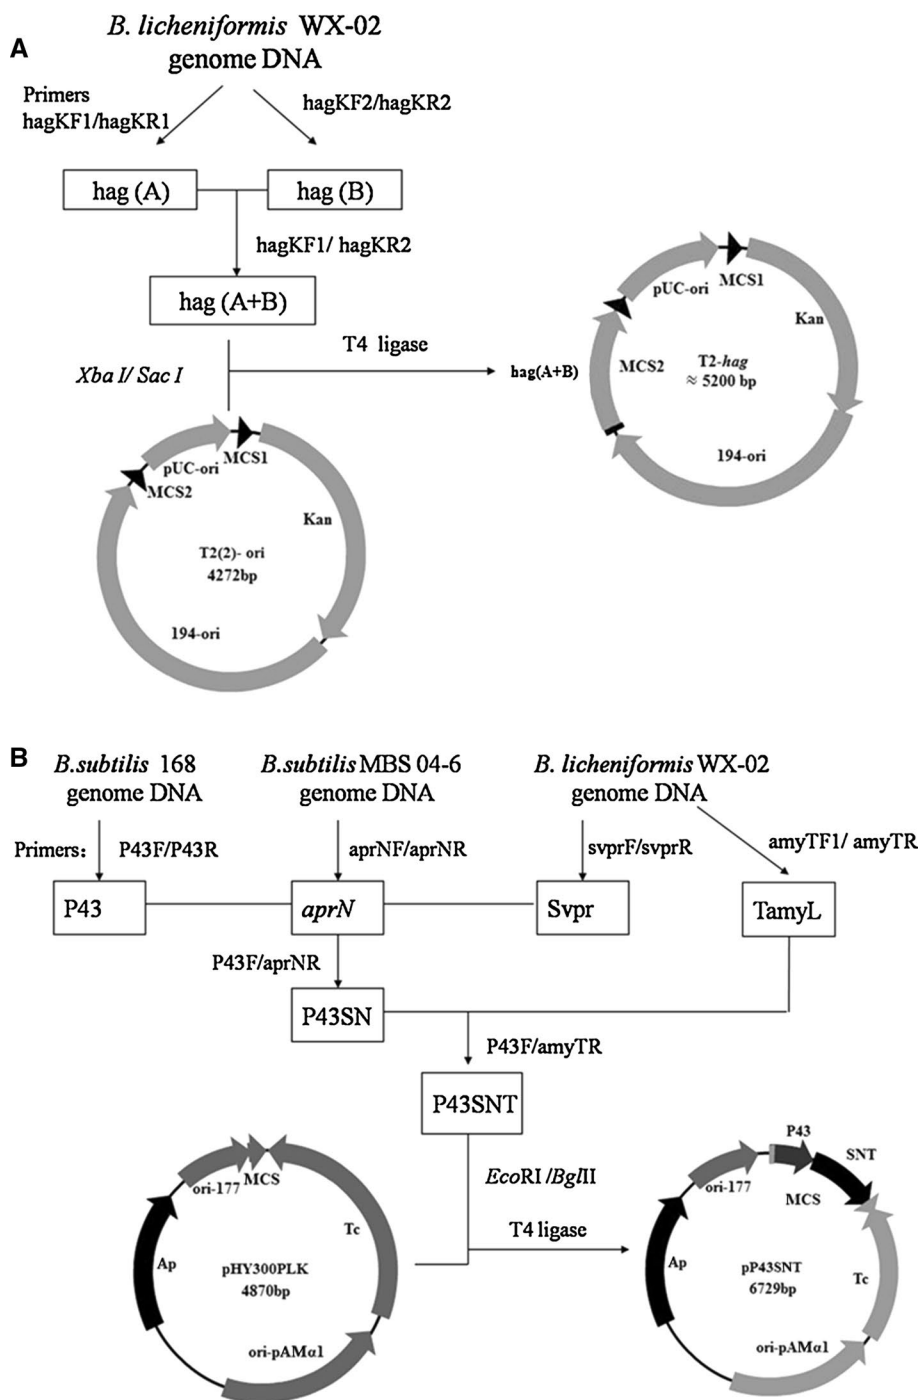 A
B. licheniformis WX-02
genome DNA
Primers
hagKF1/hagKR1
hagKF2/hagKR2
hag (A)
hag (B)
hagKF1/ hagKR2
hag (A+B)
Xba I/ Sac I
T4 ligase
hag(A+B)
pUC-ori
MCS1
Kan
MCS2
T2-hag
≈ 5200 bp
194-ori
pUC-ori
MCS1
MCS2
Kan
T2(2)- ori
4272bp
194-ori
B
B.subtilis 168
genome DNA
B.subtilis MBS 04-6
genome DNA
B. licheniformis WX-02
genome DNA
Primers:
P43F/P43R
aprNF/aprNR
svprF/svprR
amyTF1/ amyTR
P43
aprN
Svpr
TamyL
P43F/aprNR
P43SN
P43F/amyTR
P43SNT
EcoRI /BglII
T4 ligase
ori-177
MCS
Tc
Ap
pHY300PLK
4870bp
ori-pAMα1
P43
SNT
ori-177
MCS
Ap
pP43SNT
6729bp
Tc
ori-pAMα1